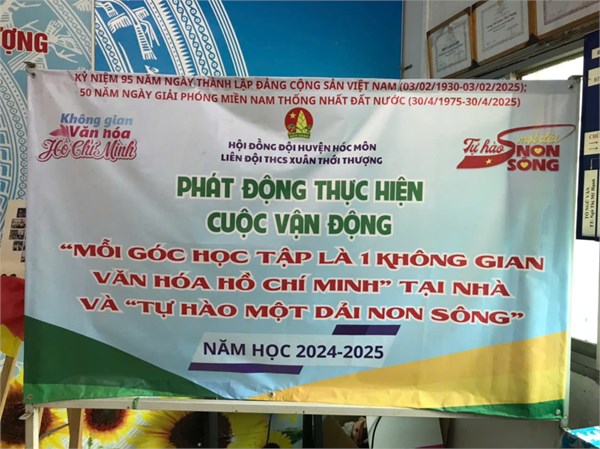 TƯỢNG
KỶ NIỆM 95 NĂM NGÀY THÀNH LẬP ĐẢNG CỘNG SẢN VIỆT NAM (03/02/1930-03/02/2025);
50 NĂM NGÀY GIẢI PHÓNG MIỀN NAM THỐNG NHẤT ĐẤT NƯỚC (30/4/1975-30/4/2025)
Không gian
Văn hóa
Hồ Chí Minh
Tự hào một dải
NON
SÔNG
HỘI ĐỒNG ĐỘI HUYỆN HÓC MÔN
LIÊN ĐỘI THCS XUÂN THỚI THƯỢNG
PHÁT ĐỘNG THỰC HIỆN
CUỘC VẬN ĐỘNG
“MỖI GÓC HỌC TẬP LÀ 1 KHÔNG GIAN
VĂN HÓA HỒ CHÍ MINH” TẠI NHÀ
VÀ “TỰ HÀO MỘT DẢI NON SÔNG”
NĂM HỌC 2024-2025